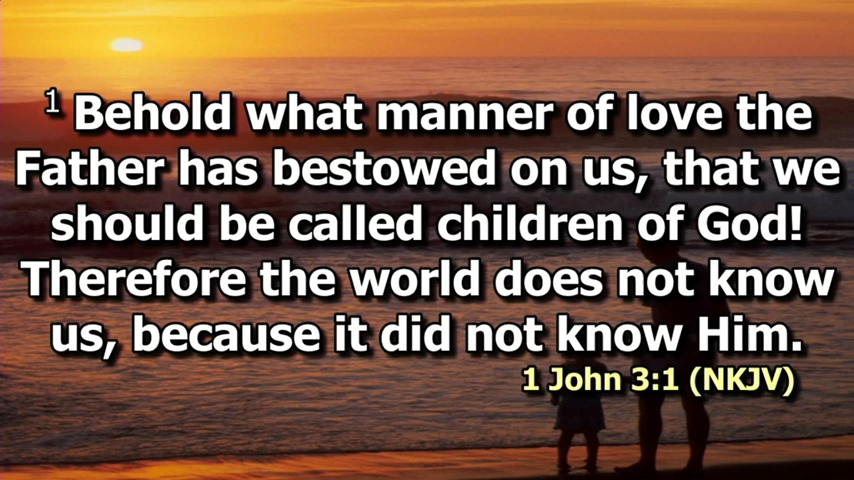 1 Behold what manner of love the
Father has bestowed on us, that we
should be called children of God!
Therefore the world does not know
us, because it did not know Him.
1 John 3:1 (NKJV)